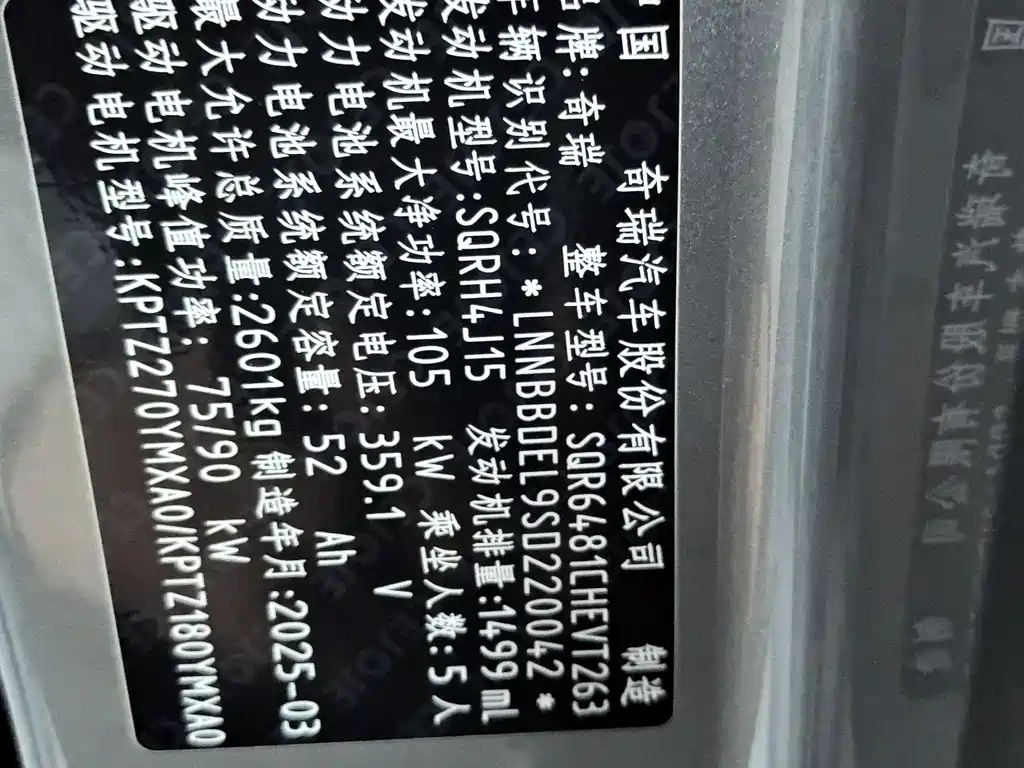 国 奇瑞汽车股份有限公司 制造
品牌:奇瑞 整车型号:SQR6481CHEVT263
车辆识别代号:*LNNBBDEL9SD220042*
发动机型号:SQRH4J15 发动机排量:1499mL
发动机最大净功率:105 kW 乘坐人数:5人
动力电池系统额定电压:359.1 V
动力电池系统额定容量:52 Ah
最大允许总质量:2601kg 制造年月:2025-03
驱动电机峰值功率: 75/90 kW
驱动电机型号:KPTZ270YMXA0/KPTZ180YMXA0